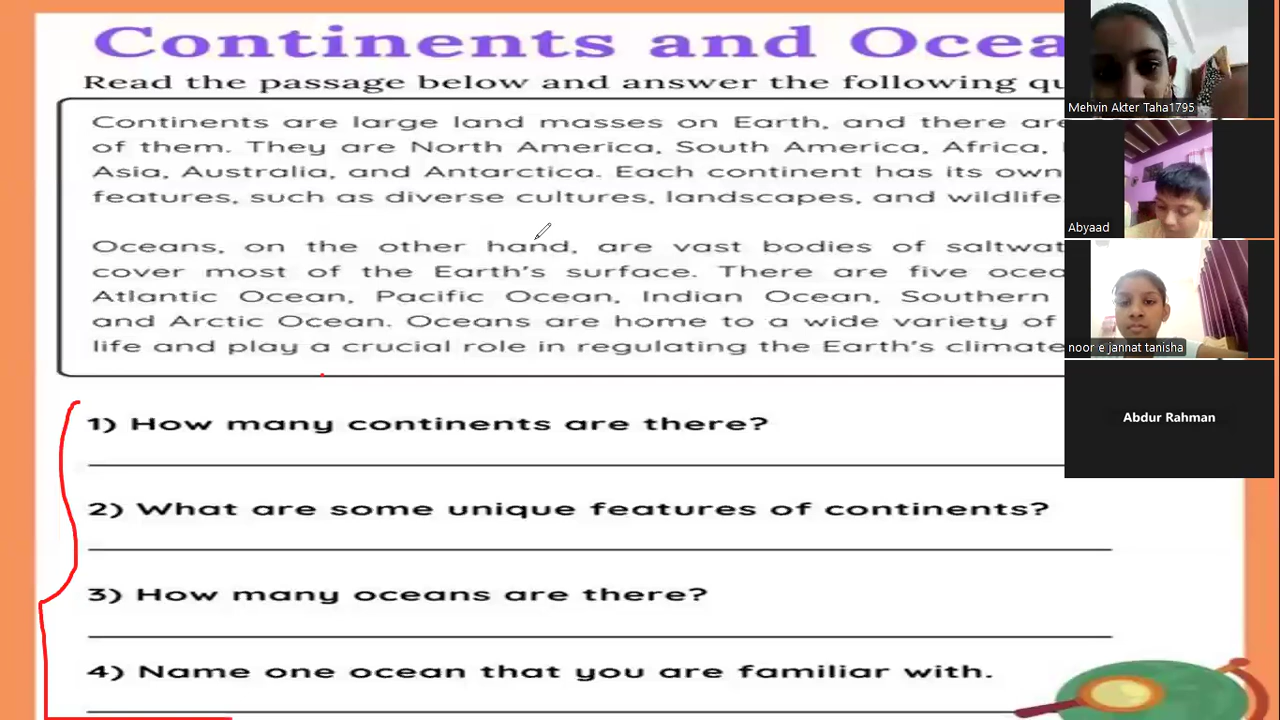 Continents and Ocea
Read the passage below and answer the following qu
Continents are large land masses on Earth, and there are
of them. They are North America, South America, Africa,
Asia, Australia, and Antarctica. Each continent has its own
features, such as diverse cultures, landscapes, and wildlife
Oceans, on the other hand, are vast bodies of saltwat
cover most of the Earth's surface. There are five ocea
Atlantic Ocean, Pacific Ocean, Indian Ocean, Southern
and Arctic Ocean. Oceans are home to a wide variety of
life and play a crucial role in regulating the Earth's climate
1) How many continents are there?
2) What are some unique features of continents?
3) How many oceans are there?
4) Name one ocean that you are familiar with.
Mehvin Akter Taha1795
Abyaad
noor e jannat tanisha
Abdur Rahman